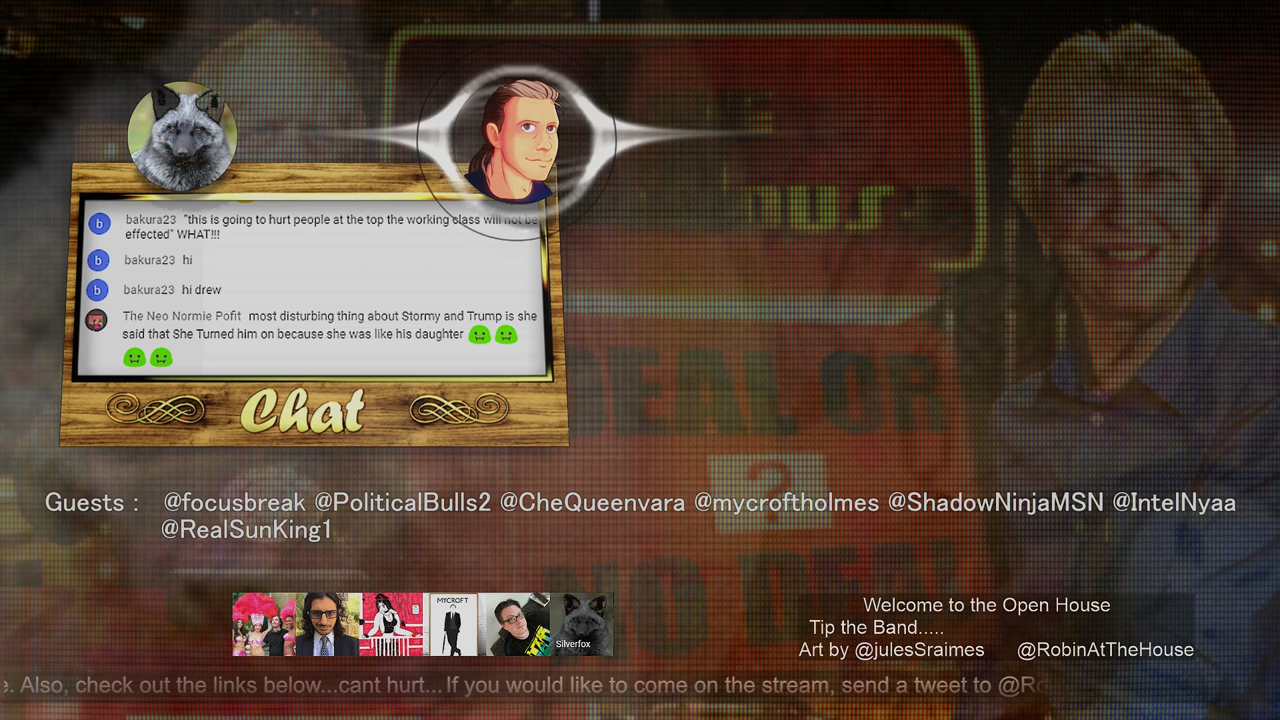 b bakura23 "this is going to hurt people at the top the working class will not be
effected" WHAT!!!
b bakura23 hi
b bakura23 hi drew
The Neo Normie Pofit most disturbing thing about Stormy and Trump is she
said that She Turned him on because she was like his daughter
Chat
DEAL OR
?
NO DEAL
Guests : @focusbreak @PoliticalBulls2 @CheQueenvara @mycroftholmes @ShadowNinjaMSN @IntelNyaa
@RealSunKing1
MYCROFT
Silverfox
Welcome to the Open House
Tip the Band.....
Art by @julesSraimes @RobinAtTheHouse
e. Also, check out the links below...cant hurt... If you would like to come on the stream, send a tweet to @Ro